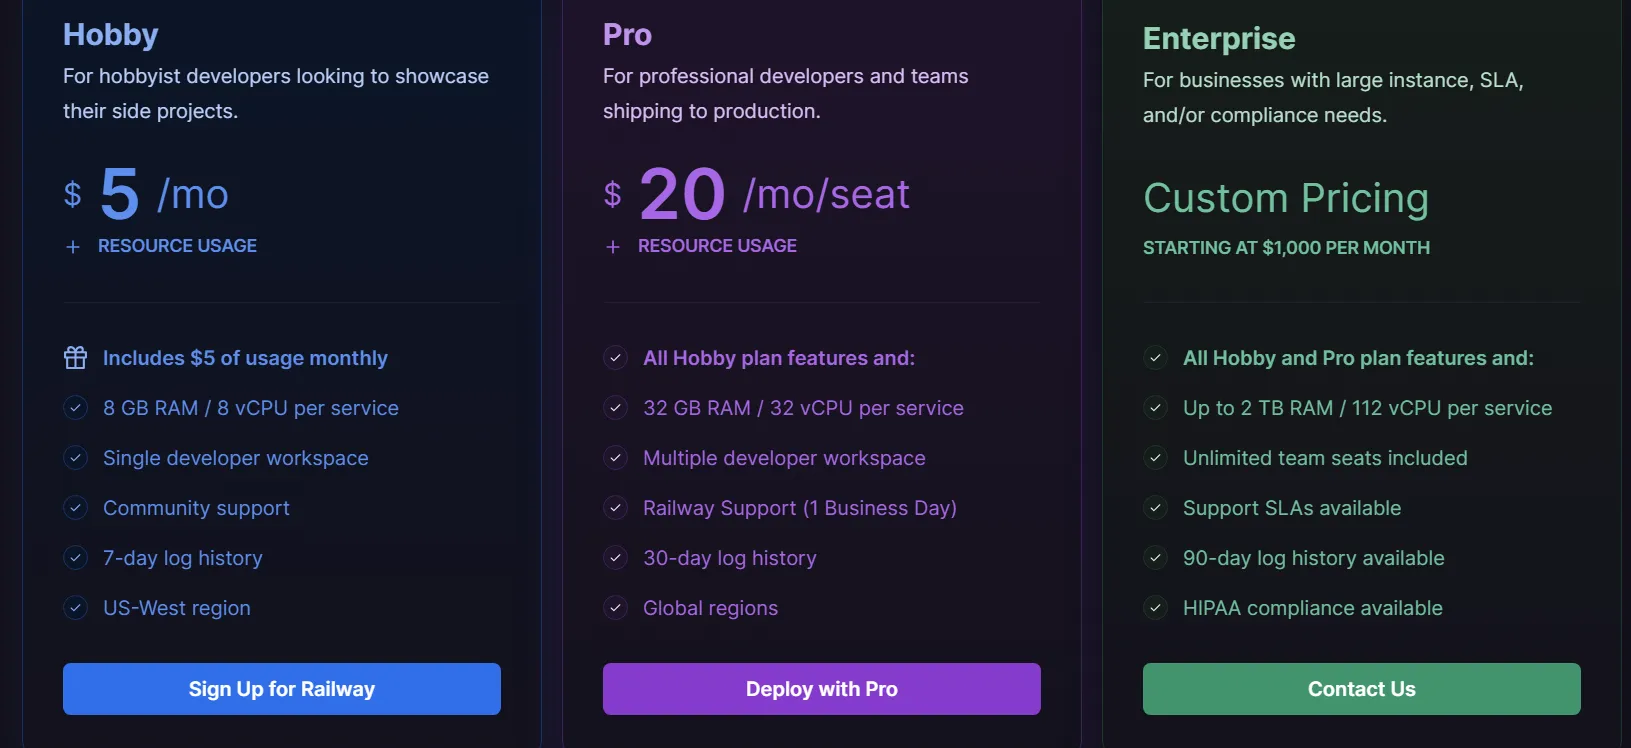 Hobby
For hobbyist developers looking to showcase
their side projects.
$ 5 /mo
+ RESOURCE USAGE
Includes $5 of usage monthly
8 GB RAM / 8 vCPU per service
Single developer workspace
Community support
7-day log history
US-West region
Sign Up for Railway
Pro
For professional developers and teams
shipping to production.
$ 20 /mo/seat
+ RESOURCE USAGE
All Hobby plan features and:
32 GB RAM / 32 vCPU per service
Multiple developer workspace
Railway Support (1 Business Day)
30-day log history
Global regions
Deploy with Pro
Enterprise
For businesses with large instance, SLA,
and/or compliance needs.
Custom Pricing
STARTING AT $1,000 PER MONTH
All Hobby and Pro plan features and:
Up to 2 TB RAM / 112 vCPU per service
Unlimited team seats included
Support SLAs available
90-day log history available
HIPAA compliance available
Contact Us